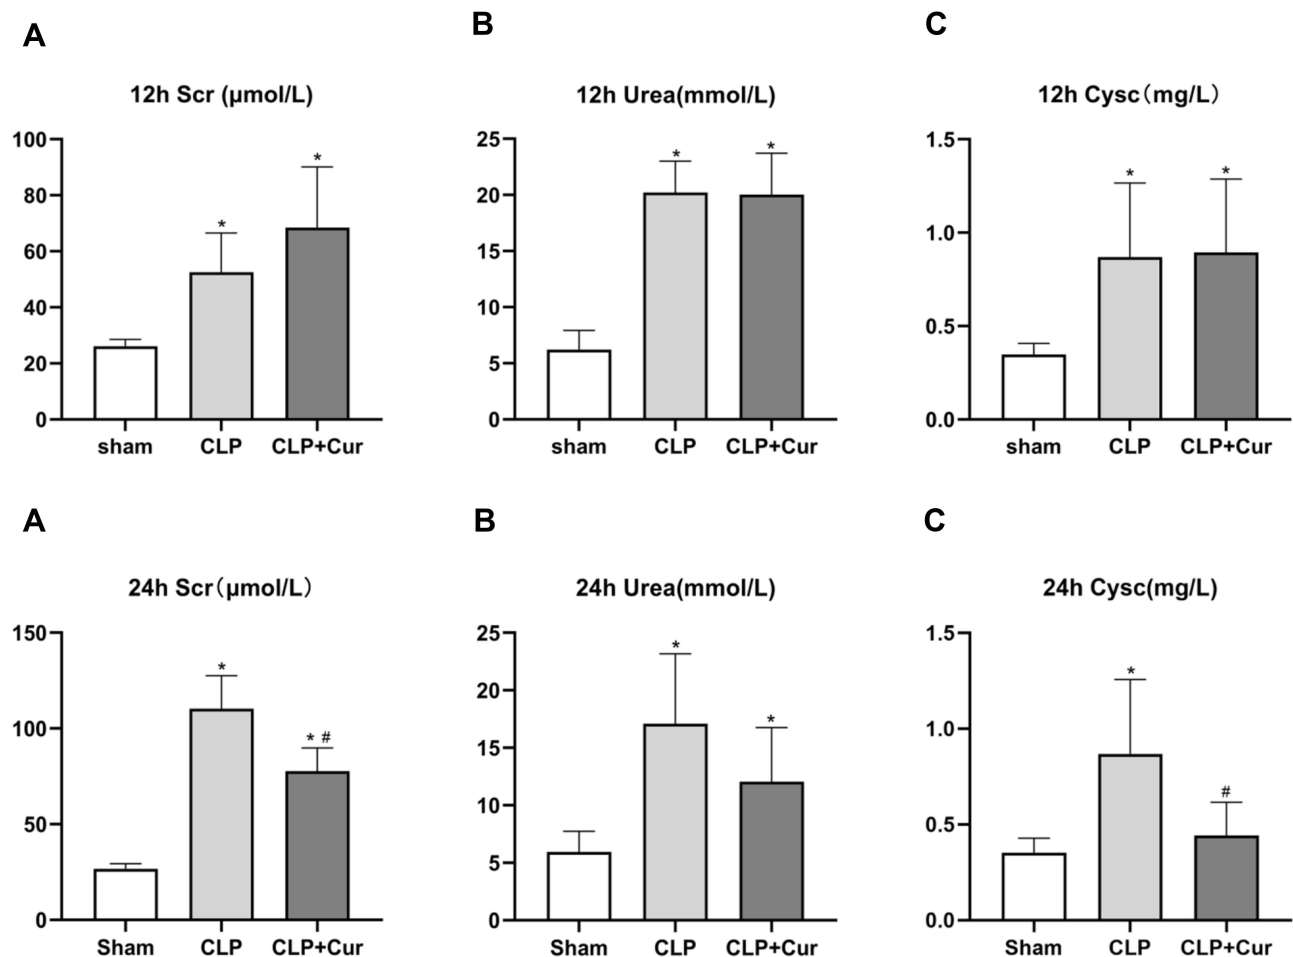 A
B
C
12h Scr (μmol/L)
12h Urea(mmol/L)
12h Cysc（mg/L）
100
80
60
40
20
0
*
*
sham
CLP
CLP+Cur
25
20
15
10
5
0
*
*
sham
CLP
CLP+Cur
1.5
1.0
0.5
0.0
*
*
sham
CLP
CLP+Cur
A
B
C
24h Scr（μmol/L）
24h Urea(mmol/L)
24h Cysc(mg/L)
150
100
50
0
*
* #
Sham
CLP
CLP+Cur
25
20
15
10
5
0
*
*
Sham
CLP
CLP+Cur
1.5
1.0
0.5
0.0
*
#
Sham
CLP
CLP+Cur